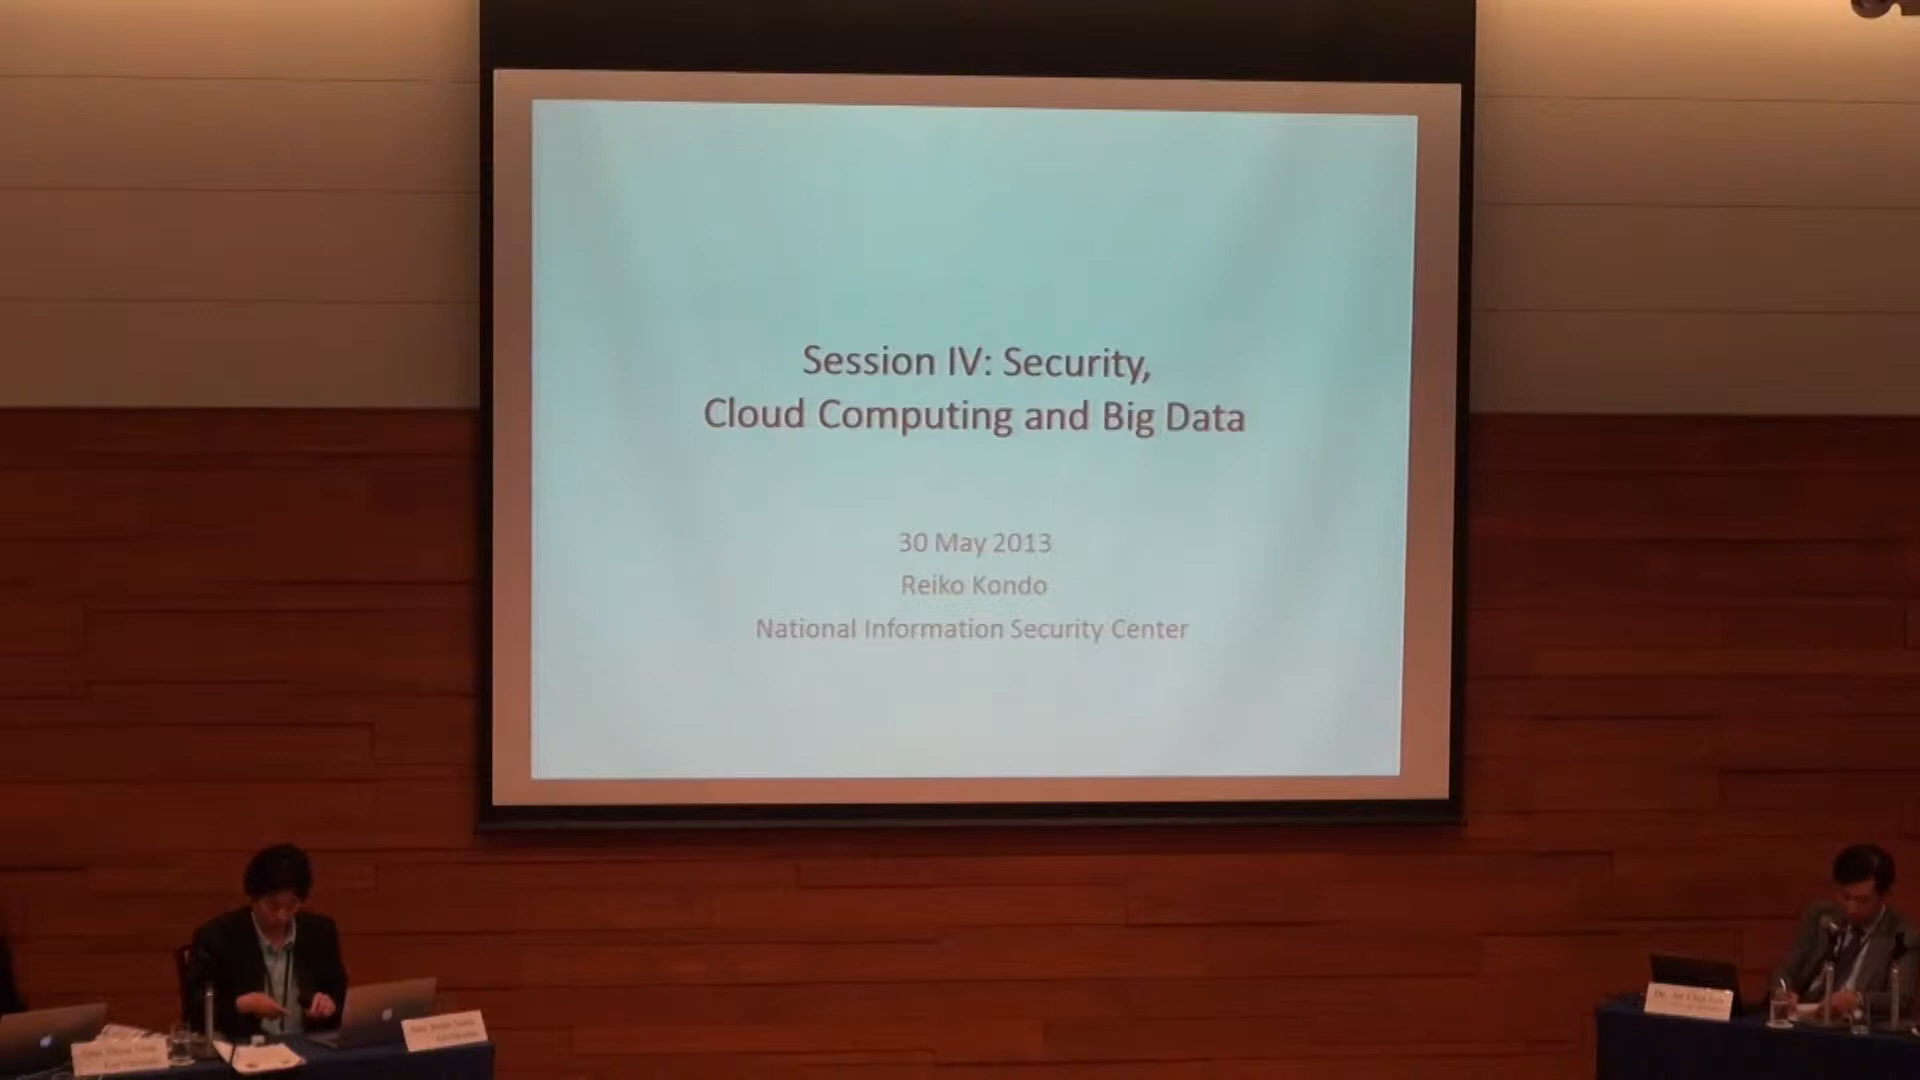 Session IV: Security,
Cloud Computing and Big Data
30 May 2013
Reiko Kondo
National Information Security Center